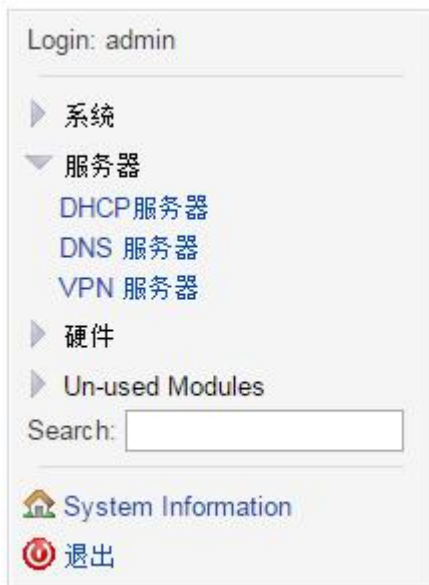 Login: admin
系统
服务器
DHCP服务器
DNS 服务器
VPN 服务器
硬件
Un-used Modules
Search:
System Information
退出